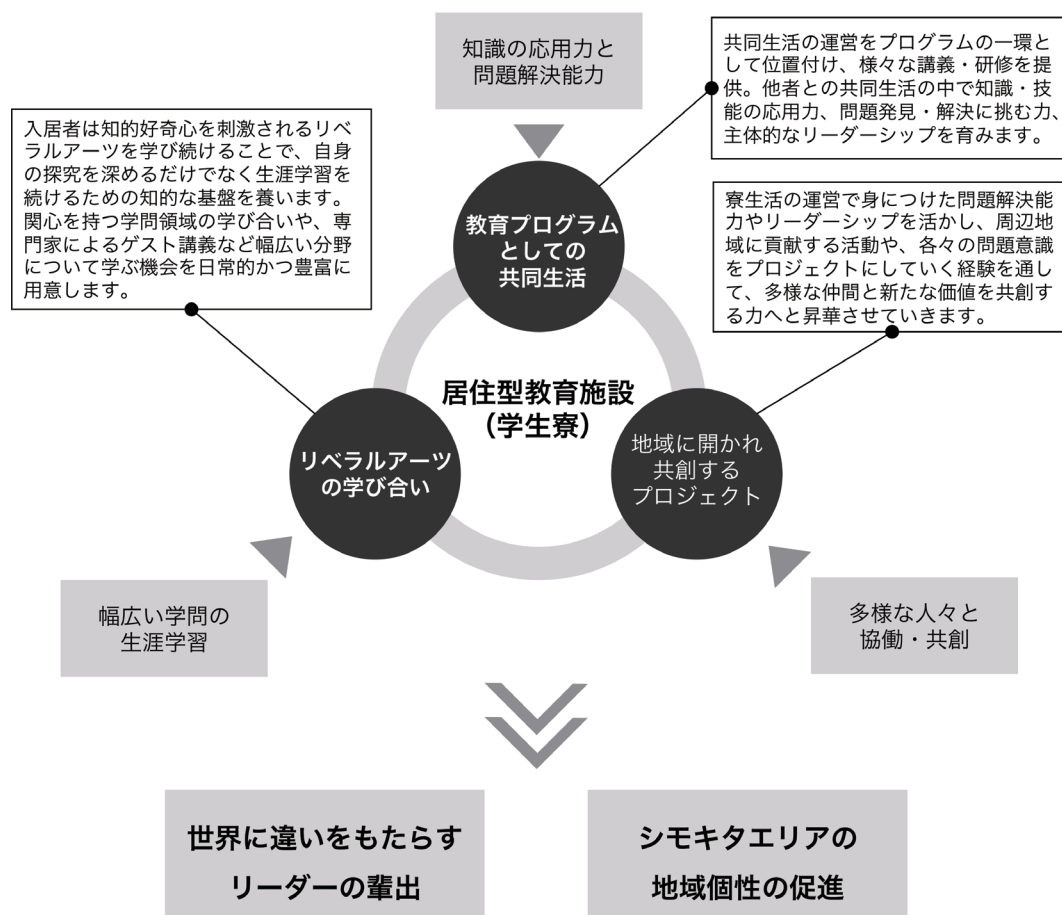 知識の応用力と
問題解決能力
共同生活の運営をプログラムの一環と
して位置付け、様々な講義・研修を提
供。他者との共同生活の中で知識・技
能の応用力、問題発見・解決に挑む力、
主体的なリーダーシップを育みます。
入居者は知的好奇心を刺激されるリベ
ラルアーツを学び続けることで、自身
の探究を深めるだけでなく生涯学習を
続けるための知的な基盤を養います。
関心を持つ学問領域の学び合いや、専
門家によるゲスト講義など幅広い分野
について学ぶ機会を日常的かつ豊富に
用意します。
教育プログラム
としての
共同生活
寮生活の運営で身につけた問題解決能
力やリーダーシップを活かし、周辺地
域に貢献する活動や、各々の問題意識
をプロジェクトにしていく経験を通し
て、多様な仲間と新たな価値を共創す
る力へと昇華させていきます。
居住型教育施設
（学生寮）
リベラルアーツ
の学び合い
地域に開かれ
共創する
プロジェクト
幅広い学問の
生涯学習
多様な人々と
協働・共創
世界に違いをもたらす
リーダーの輩出
シモキタエリアの
地域個性の促進